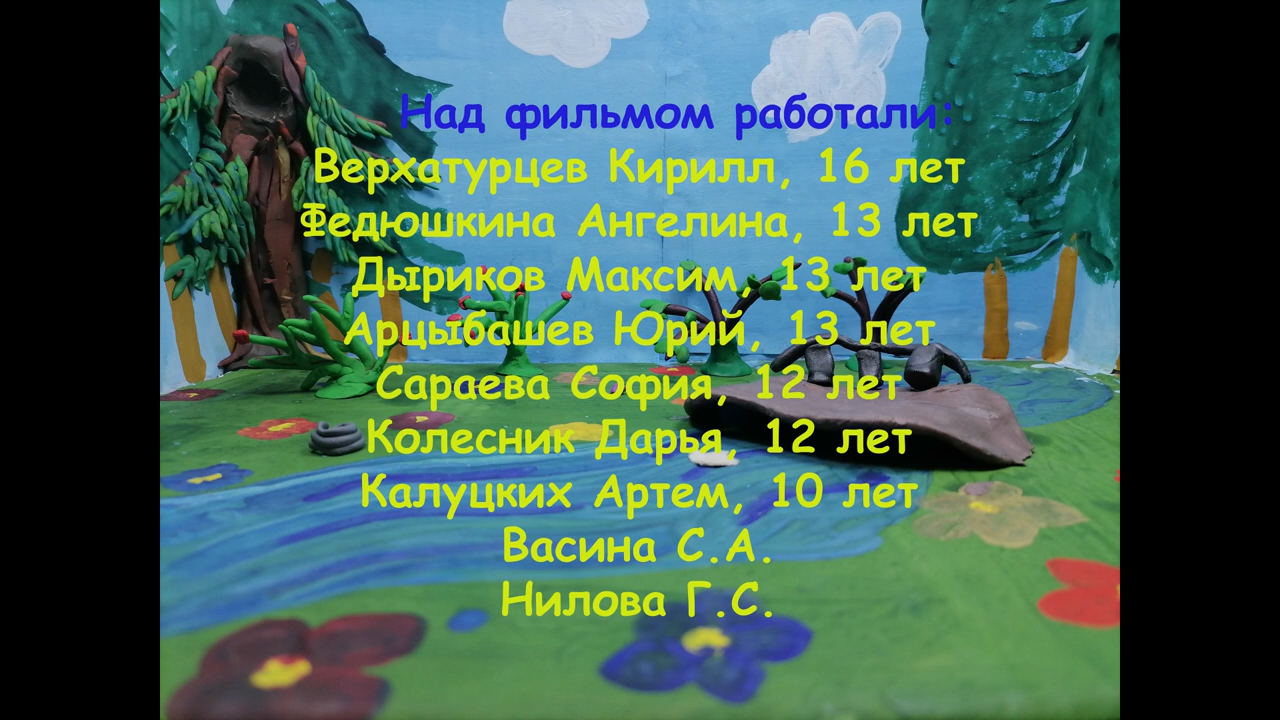 Над фильмом работали:
Верхатурцев Кирилл, 16 лет
Федюшкина Ангелина, 13 лет
Дыриков Максим, 13 лет
Арцыбашев Юрий, 13 лет
Сараева София, 12 лет
Колесник Дарья, 12 лет
Калуцких Артем, 10 лет
Васина С.А.
Нилова Г.С.